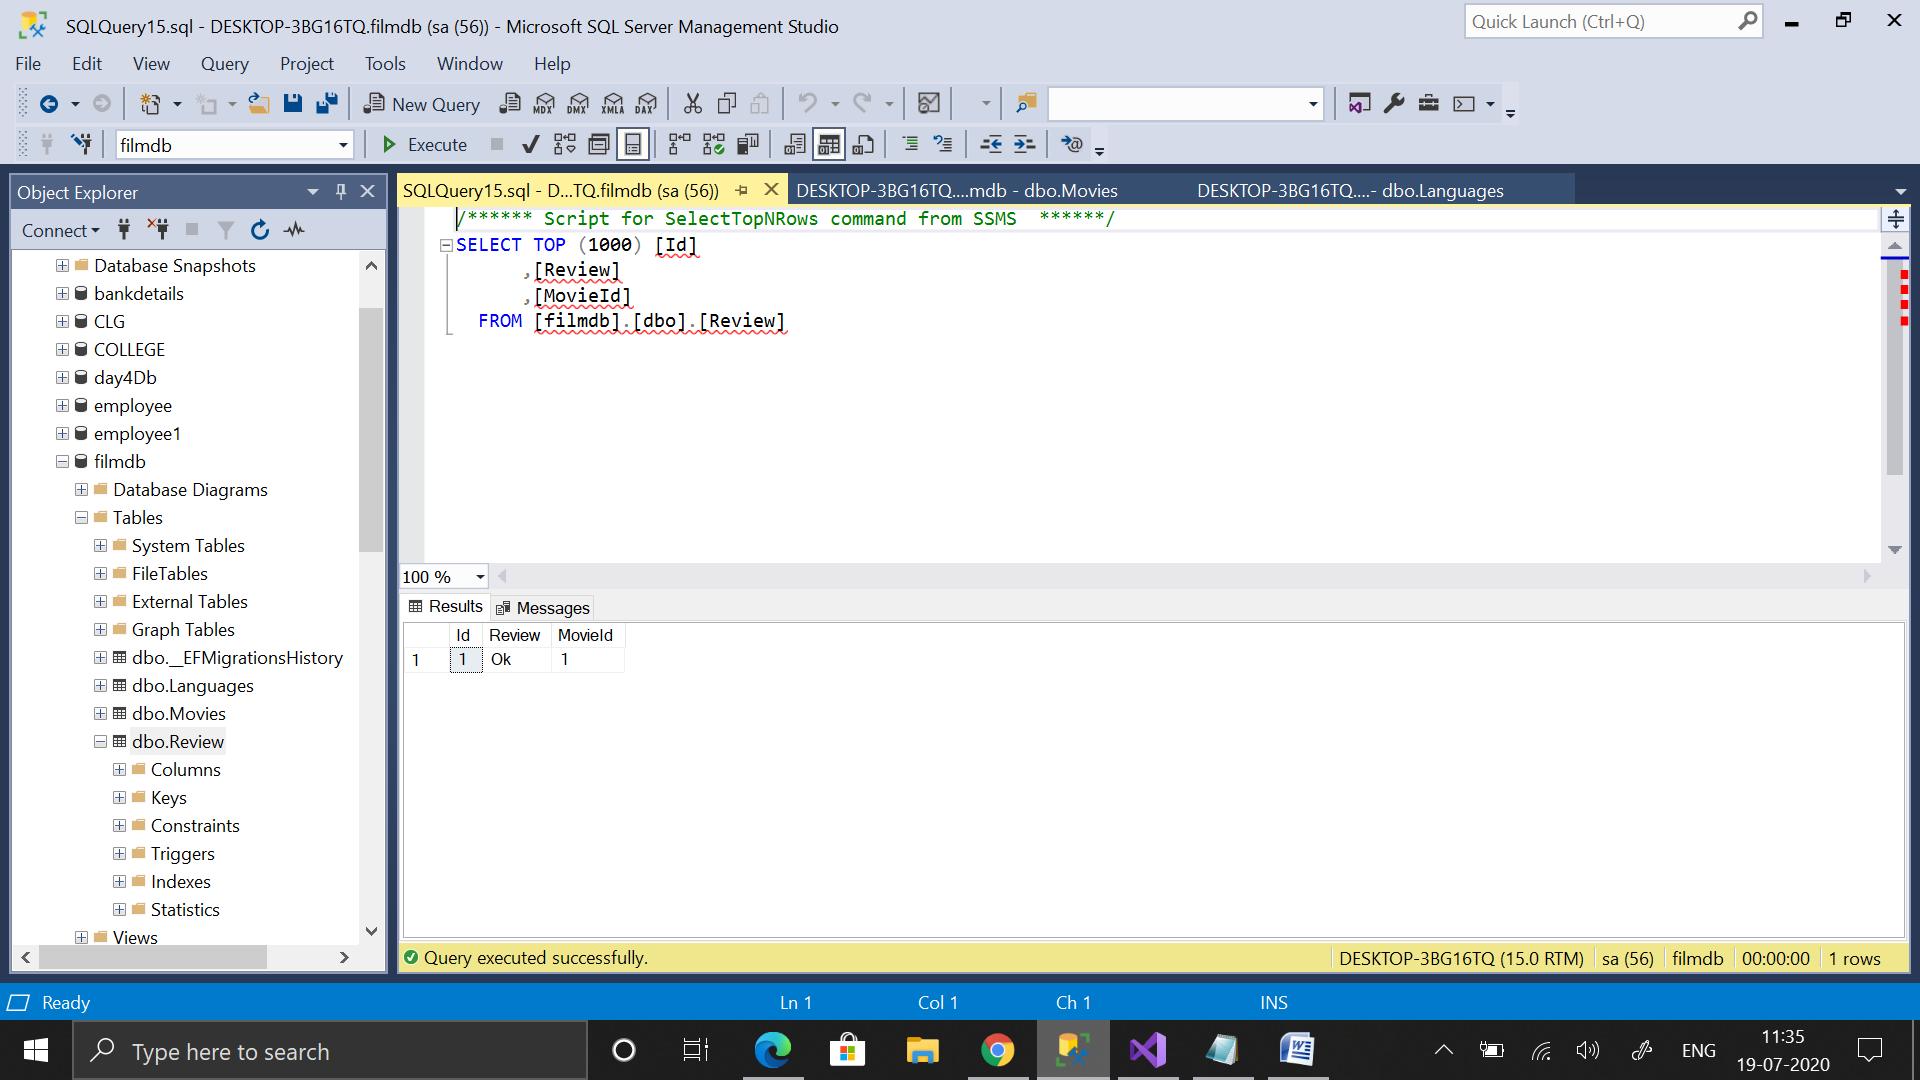 SQLQuery15.sql - DESKTOP-3BG16TQ.filmdb (sa (56)) - Microsoft SQL Server Management Studio
Quick Launch (Ctrl+Q)
File Edit View Query Project Tools Window Help
New Query
MDX DMX XMLA DAX
filmdb
Execute
Object Explorer
Connect
Database Snapshots
bankdetails
CLG
COLLEGE
day4Db
employee
employee1
filmdb
Database Diagrams
Tables
System Tables
FileTables
External Tables
Graph Tables
dbo.__EFMigrationsHistory
dbo.Languages
dbo.Movies
dbo.Review
Columns
Keys
Constraints
Triggers
Indexes
Statistics
Views
SQLQuery15.sql - D...TQ.filmdb (sa (56))
DESKTOP-3BG16TQ....mdb - dbo.Movies
DESKTOP-3BG16TQ....- dbo.Languages
/****** Script for SelectTopNRows command from SSMS  ******/
SELECT TOP (1000) [Id]
,[Review]
,[MovieId]
FROM [filmdb].[dbo].[Review]
100 %
Results
Messages
Id Review MovieId
1 1 Ok 1
Query executed successfully.
DESKTOP-3BG16TQ (15.0 RTM)
sa (56)
filmdb
00:00:00
1 rows
Ready
Ln 1
Col 1
Ch 1
INS
Type here to search
ENG
11:35
19-07-2020